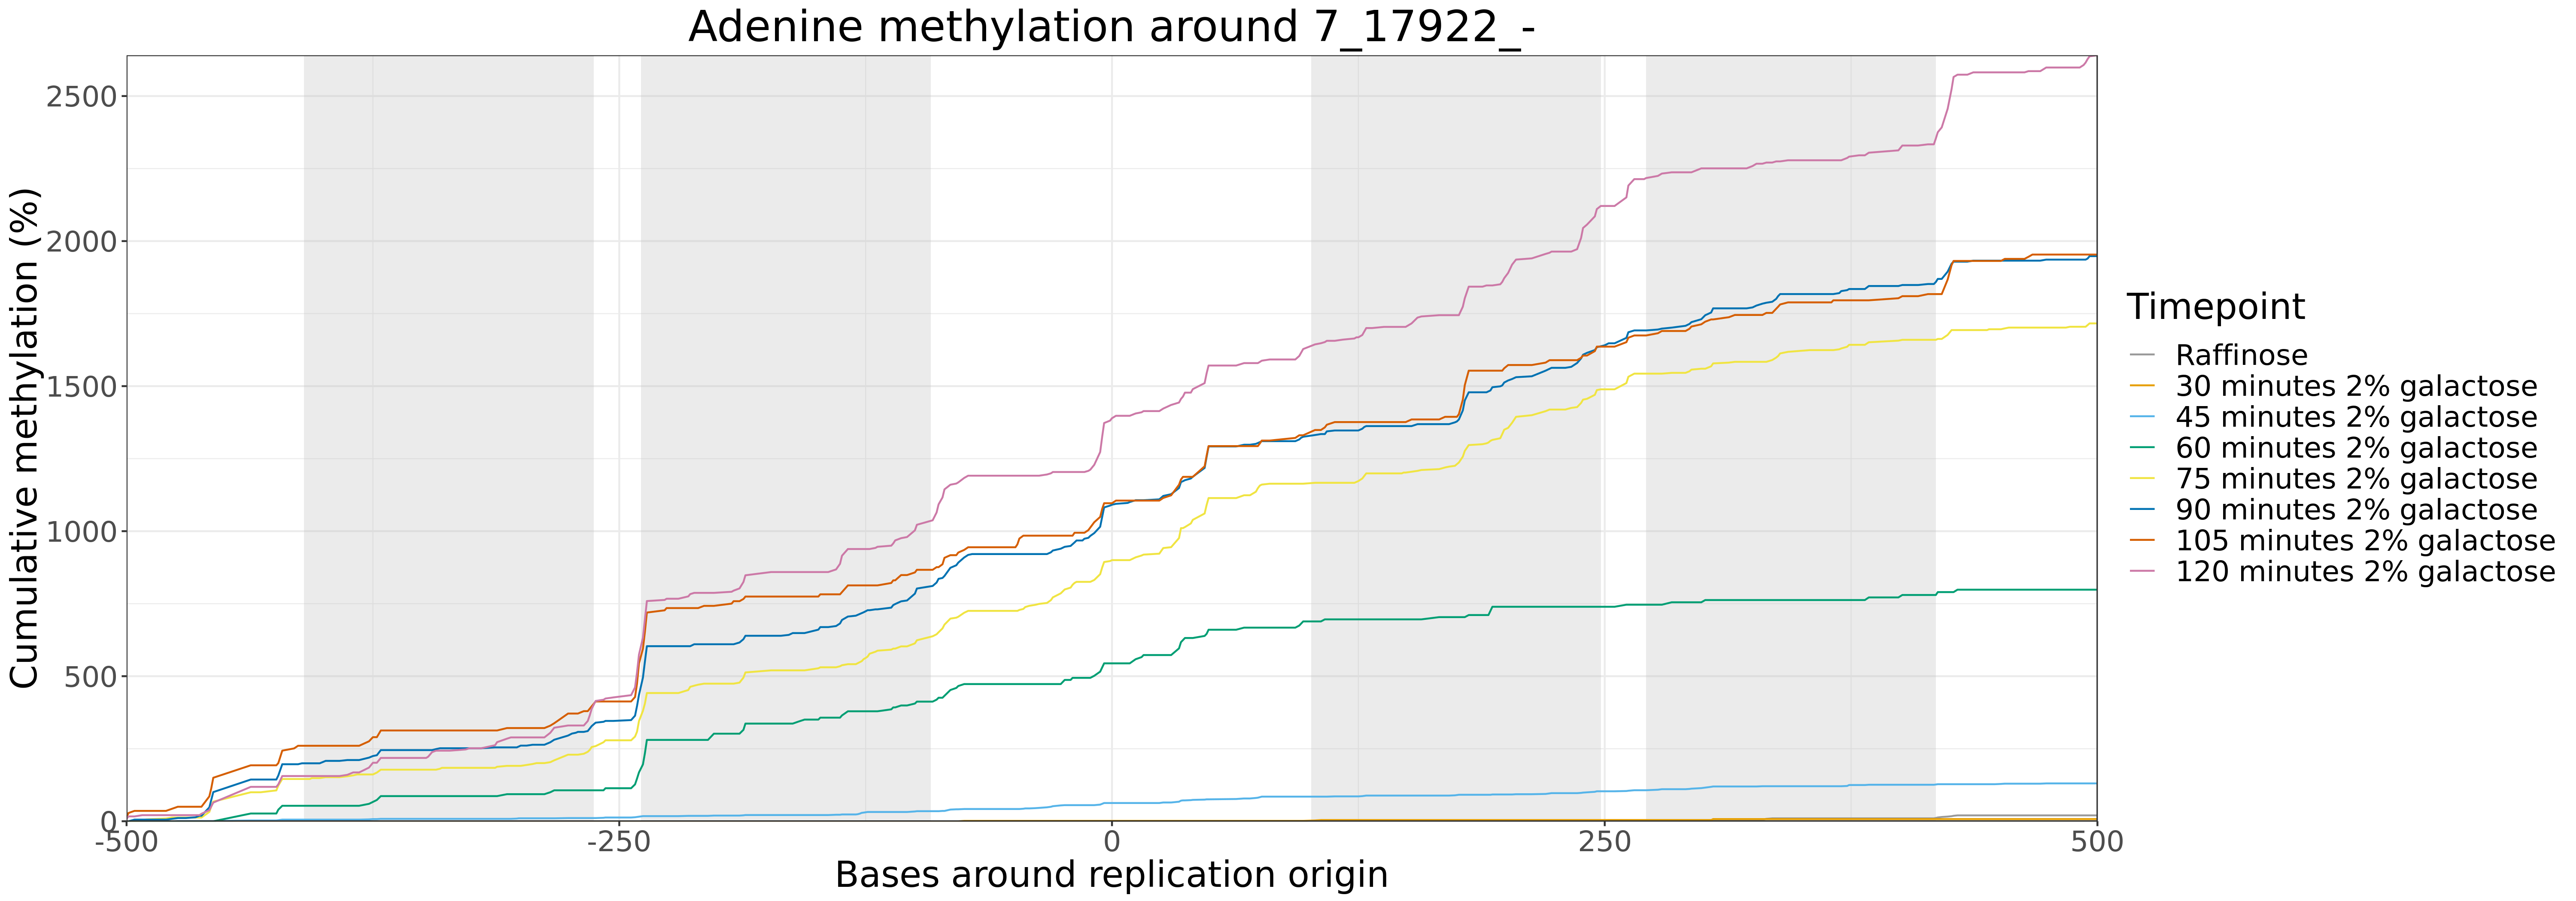 Adenine methylation around 7_17922_-
Cumulative methylation (%)
2500
2000
1500
1000
500
0
-500
-250
0
250
500
Bases around replication origin
Timepoint
Raffinose
30 minutes 2% galactose
45 minutes 2% galactose
60 minutes 2% galactose
75 minutes 2% galactose
90 minutes 2% galactose
105 minutes 2% galactose
120 minutes 2% galactose